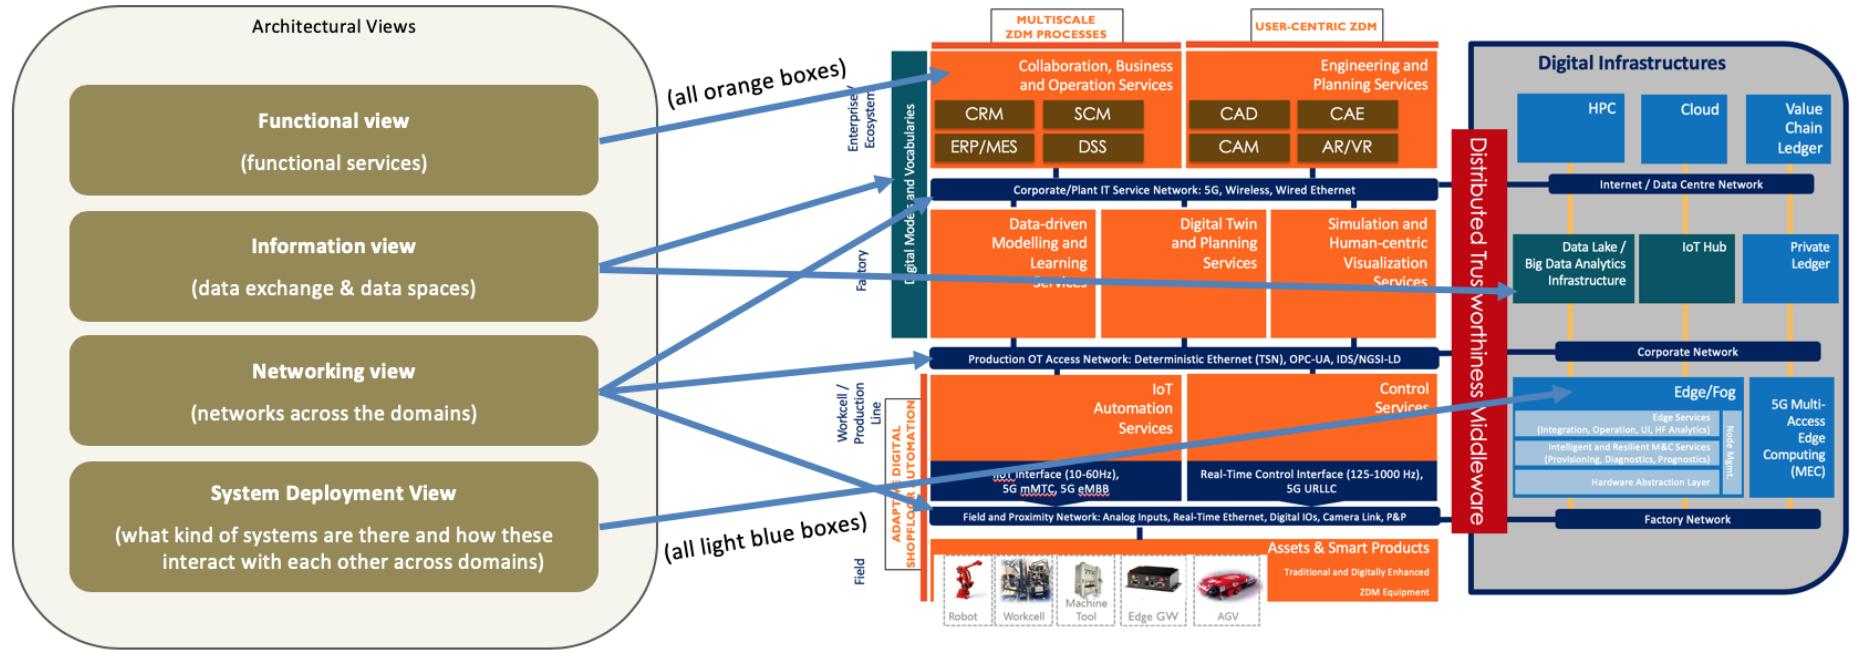 Architectural Views
Functional view
(functional services)
Information view
(data exchange & data spaces)
Networking view
(networks across the domains)
System Deployment View
(what kind of systems are there and how these
interact with each other across domains)
(all orange boxes)
(all light blue boxes)
MULTISCALE
ZDM PROCESSES
USER-CENTRIC ZDM
Enterprise /
Ecosystem
Factory
Workcell /
Production
Line
Field
Digital Models and Vocabularies
ADAPTIVE DIGITAL
SHOPFLOOR AUTOMATION
Collaboration, Business
and Operation Services
CRM
SCM
ERP/MES
DSS
Engineering and
Planning Services
CAD
CAE
CAM
AR/VR
Corporate/Plant IT Service Network: 5G, Wireless, Wired Ethernet
Data-driven
Modelling and
Learning
Services
Digital Twin
and Planning
Services
Simulation and
Human-centric
Visualization
Services
Production OT Access Network: Deterministic Ethernet (TSN), OPC-UA, IDS/NGSI-LD
IoT
Automation
Services
Control
Services
IIoT Interface (10-60Hz),
5G mMTC, 5G eMBB
Real-Time Control Interface (125-1000 Hz),
5G URLLC
Field and Proximity Network: Analog Inputs, Real-Time Ethernet, Digital IOs, Camera Link, P&P
Assets & Smart Products
Traditional and Digitally Enhanced
ZDM Equipment
Robot
Workcell
Machine
Tool
Edge GW
AGV
Distributed Trustworthiness Middleware
Digital Infrastructures
HPC
Cloud
Value
Chain
Ledger
Internet / Data Centre Network
Data Lake /
Big Data Analytics
Infrastructure
IoT Hub
Private
Ledger
Corporate Network
Edge/Fog
Edge Services
(Integration, Operation, UI, HF Analytics)
Intelligent and Resilient M&C Services
(Provisioning, Diagnostics, Prognostics)
Hardware Abstraction Layer
Node Mgmt.
5G Multi-
Access
Edge
Computing
(MEC)
Factory Network